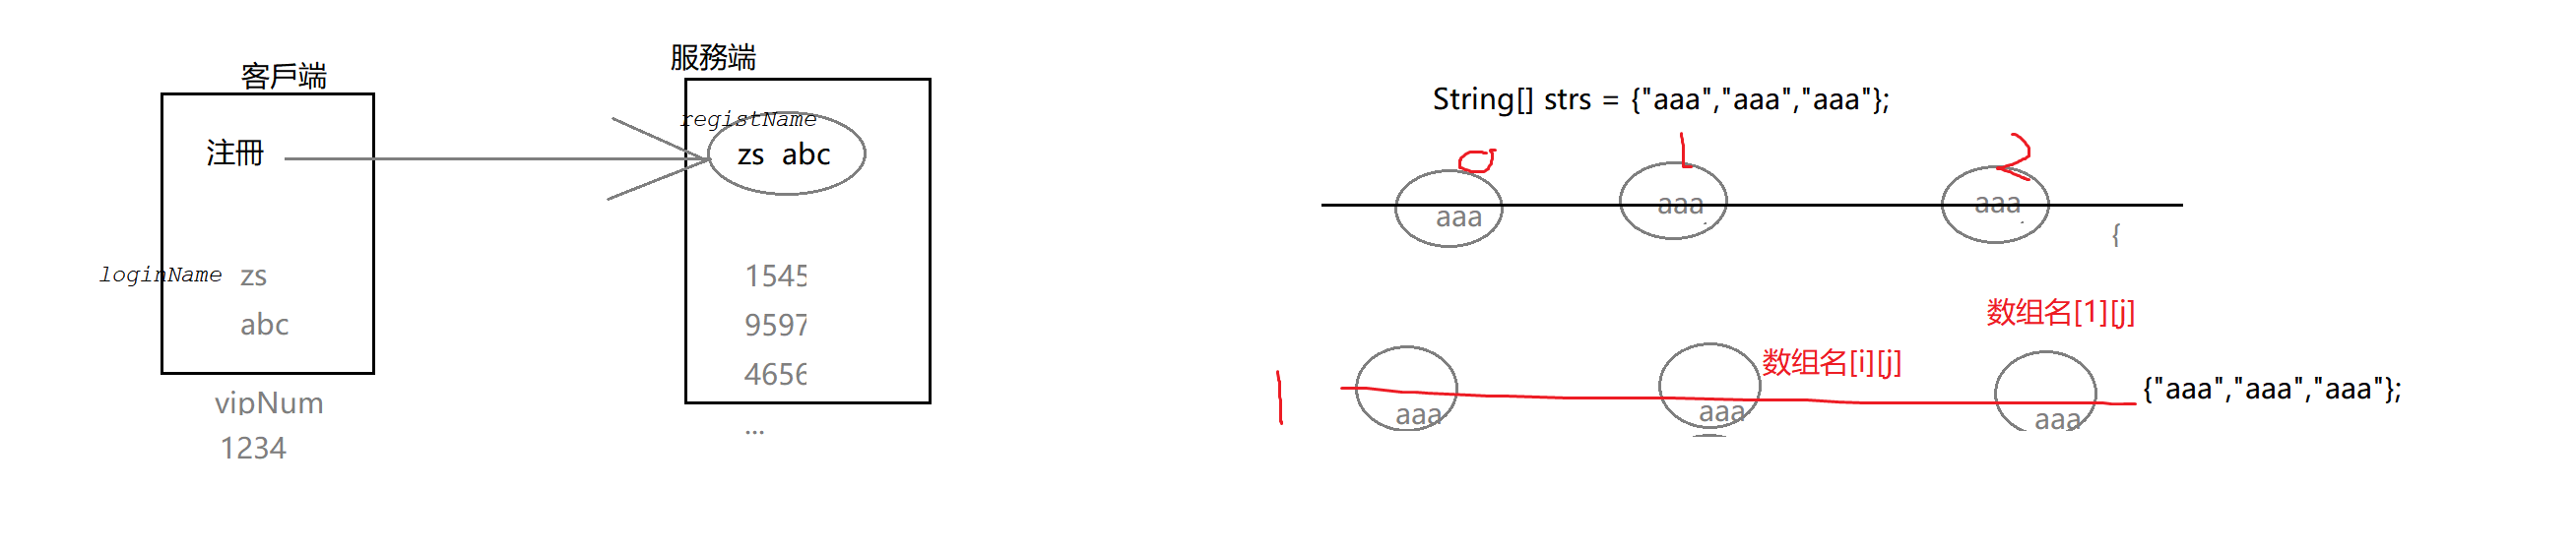 客戶端
注冊
loginName zs
abc
vipNum
1234
服務端
registName
zs abc
1545
9597
4656
...
String[] strs = {"aaa","aaa","aaa"};
0 1 2
aaa aaa aaa
{
数组名[1][j]
数组名[i][j]
1
{"aaa","aaa","aaa"};
aaa aaa aaa